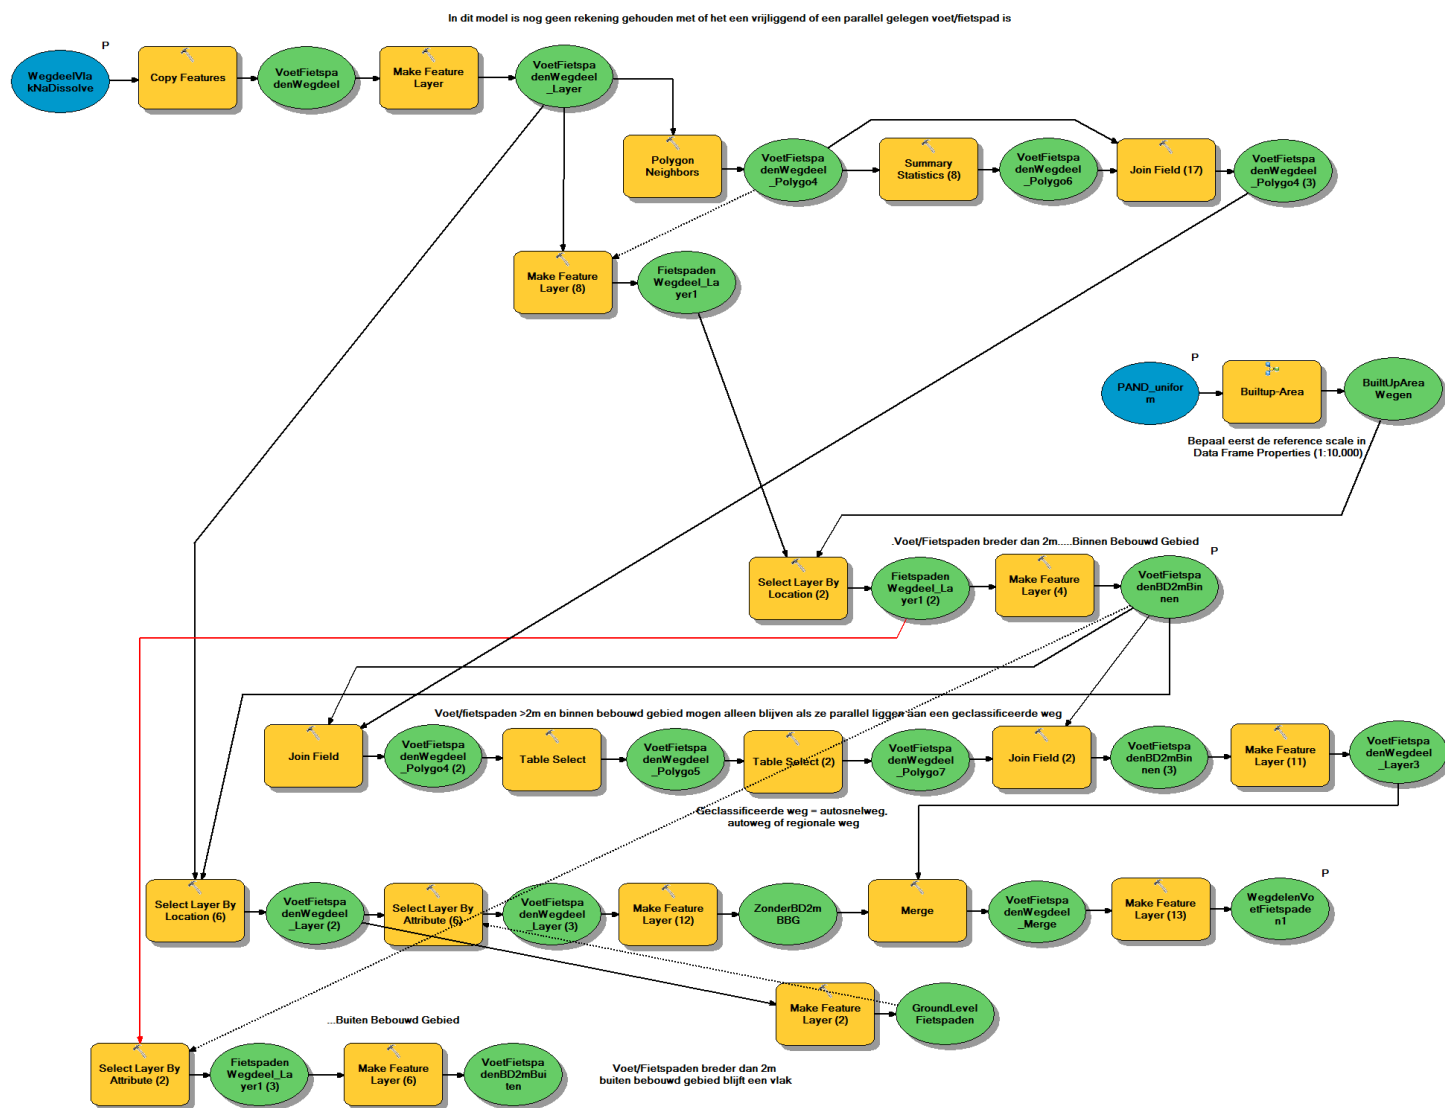 In dit model is nog geen rekening gehouden met of het een vrijliggend of een parallel gelegen voet/fietspad is
P
WegdeelVla
kNaDissolve
Copy Features
VoetFietspa
denWegdeel
Make Feature
Layer
VoetFietspa
denWegdeel
_Layer
Polygon
Neighbors
VoetFietspa
denWegdeel
_Polygo4
Summary
Statistics (8)
VoetFietspa
denWegdeel
_Polygo6
Join Field (17)
VoetFietspa
denWegdeel
_Polygo4 (3)
Make Feature
Layer (8)
Fietspaden
Wegdeel_La
yer1
P
PAND_unifor
m
Builtup-Area
BuiltUpArea
Wegen
Bepaal eerst de reference scale in
Data Frame Properties (1:10,000)
.Voet/Fietspaden breder dan 2m.....Binnen Bebouwd Gebied
P
Select Layer By
Location (2)
Fietspaden
Wegdeel_La
yer1 (2)
Make Feature
Layer (4)
VoetFietspa
denBD2mBin
nen
Voet/fietspaden >2m en binnen bebouwd gebied mogen alleen blijven als ze parallel liggen aan een geclassificeerde weg
Join Field
VoetFietspa
denWegdeel
_Polygo4 (2)
Table Select
VoetFietspa
denWegdeel
_Polygo5
Table Select (2)
VoetFietspa
denWegdeel
_Polygo7
Join Field (2)
VoetFietspa
denBD2mBin
nen (3)
Make Feature
Layer (11)
VoetFietspa
denWegdeel
_Layer3
Geclassificeerde weg = autosnelweg,
autoweg of regionale weg
Select Layer By
Location (6)
VoetFietspa
denWegdeel
_Layer (2)
Select Layer By
Attribute (6)
VoetFietspa
denWegdeel
_Layer (3)
Make Feature
Layer (12)
ZonderBD2m
BBG
Merge
VoetFietspa
denWegdeel
_Merge
Make Feature
Layer (13)
P
WegdelenVo
etFietspade
n1
Make Feature
Layer (2)
GroundLevel
Fietspaden
...Buiten Bebouwd Gebied
Select Layer By
Attribute (2)
Fietspaden
Wegdeel_La
yer1 (3)
Make Feature
Layer (6)
VoetFietspa
denBD2mBui
ten
Voet/Fietspaden breder dan 2m
buiten bebouwd gebied blijft een vlak